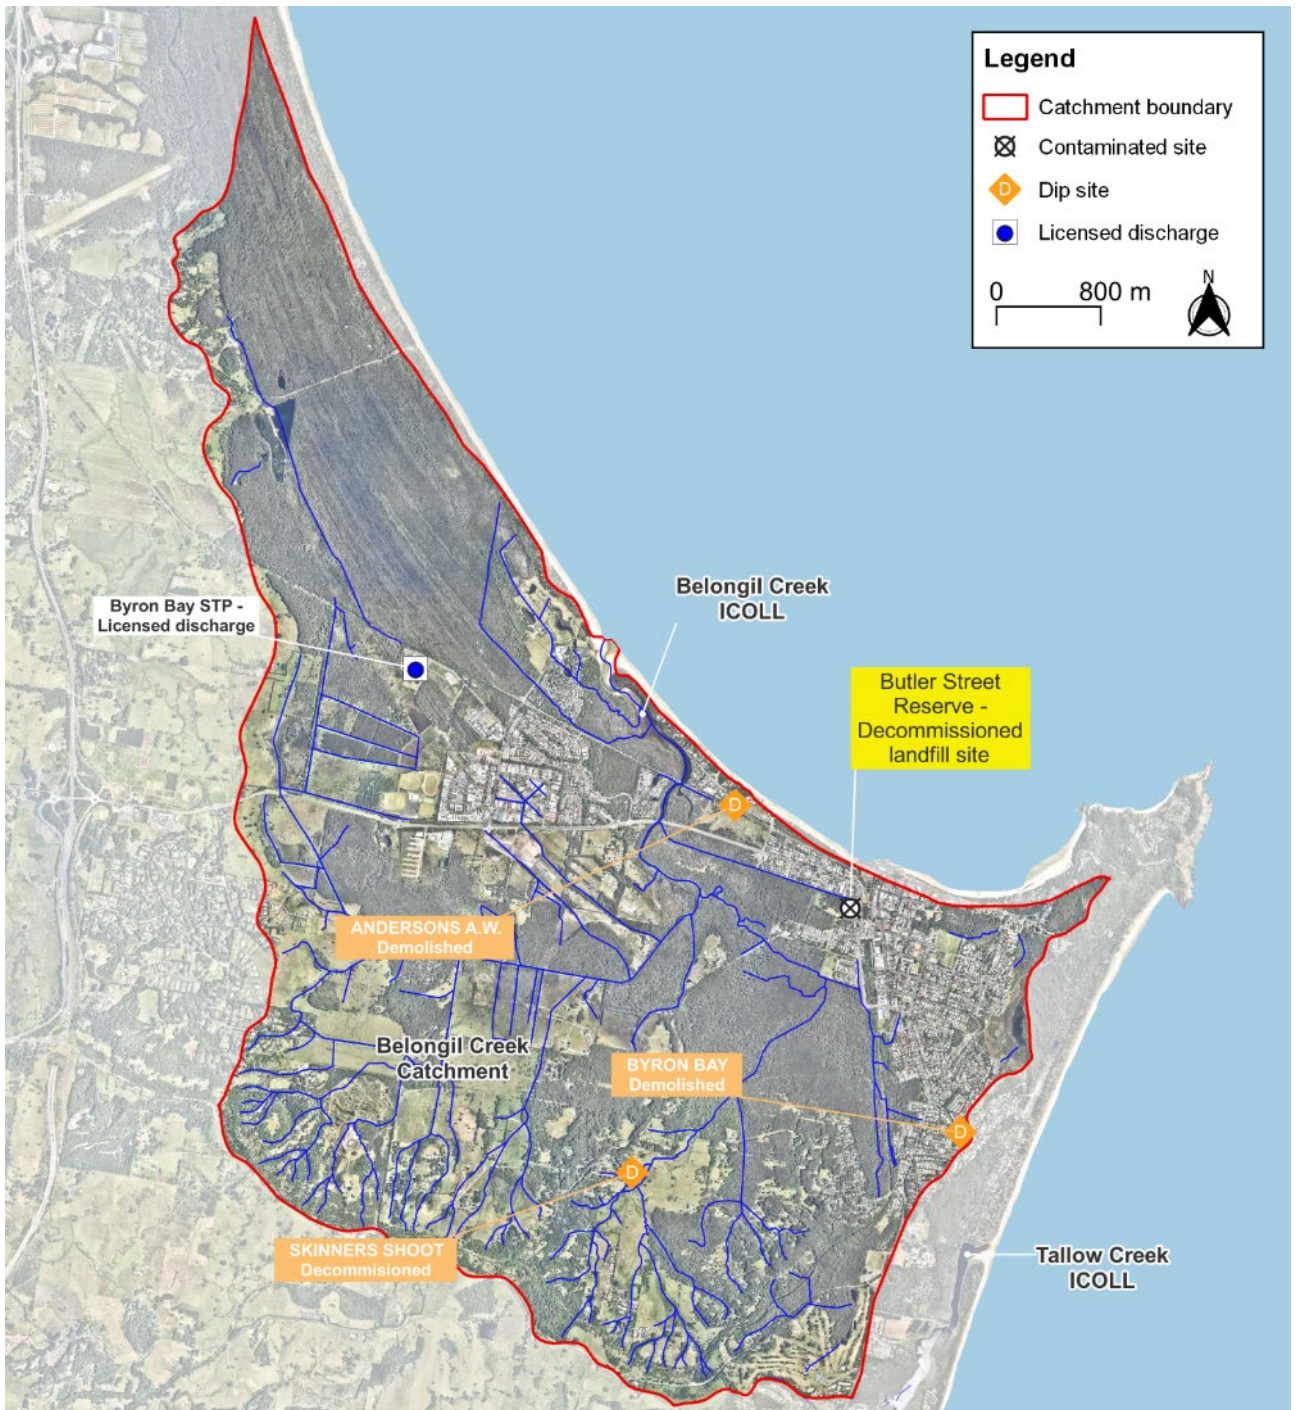 Legend
Catchment boundary
Contaminated site
D
Dip site
Licensed discharge
0
800 m
N
Belongil Creek
ICOLL
Byron Bay STP -
Licensed discharge
Butler Street
Reserve -
Decommissioned
landfill site
D
ANDERSONS A.W.
Demolished
Belongil Creek
Catchment
BYRON BAY
Demolished
D
D
SKINNERS SHOOT
Decommisioned
Tallow Creek
ICOLL